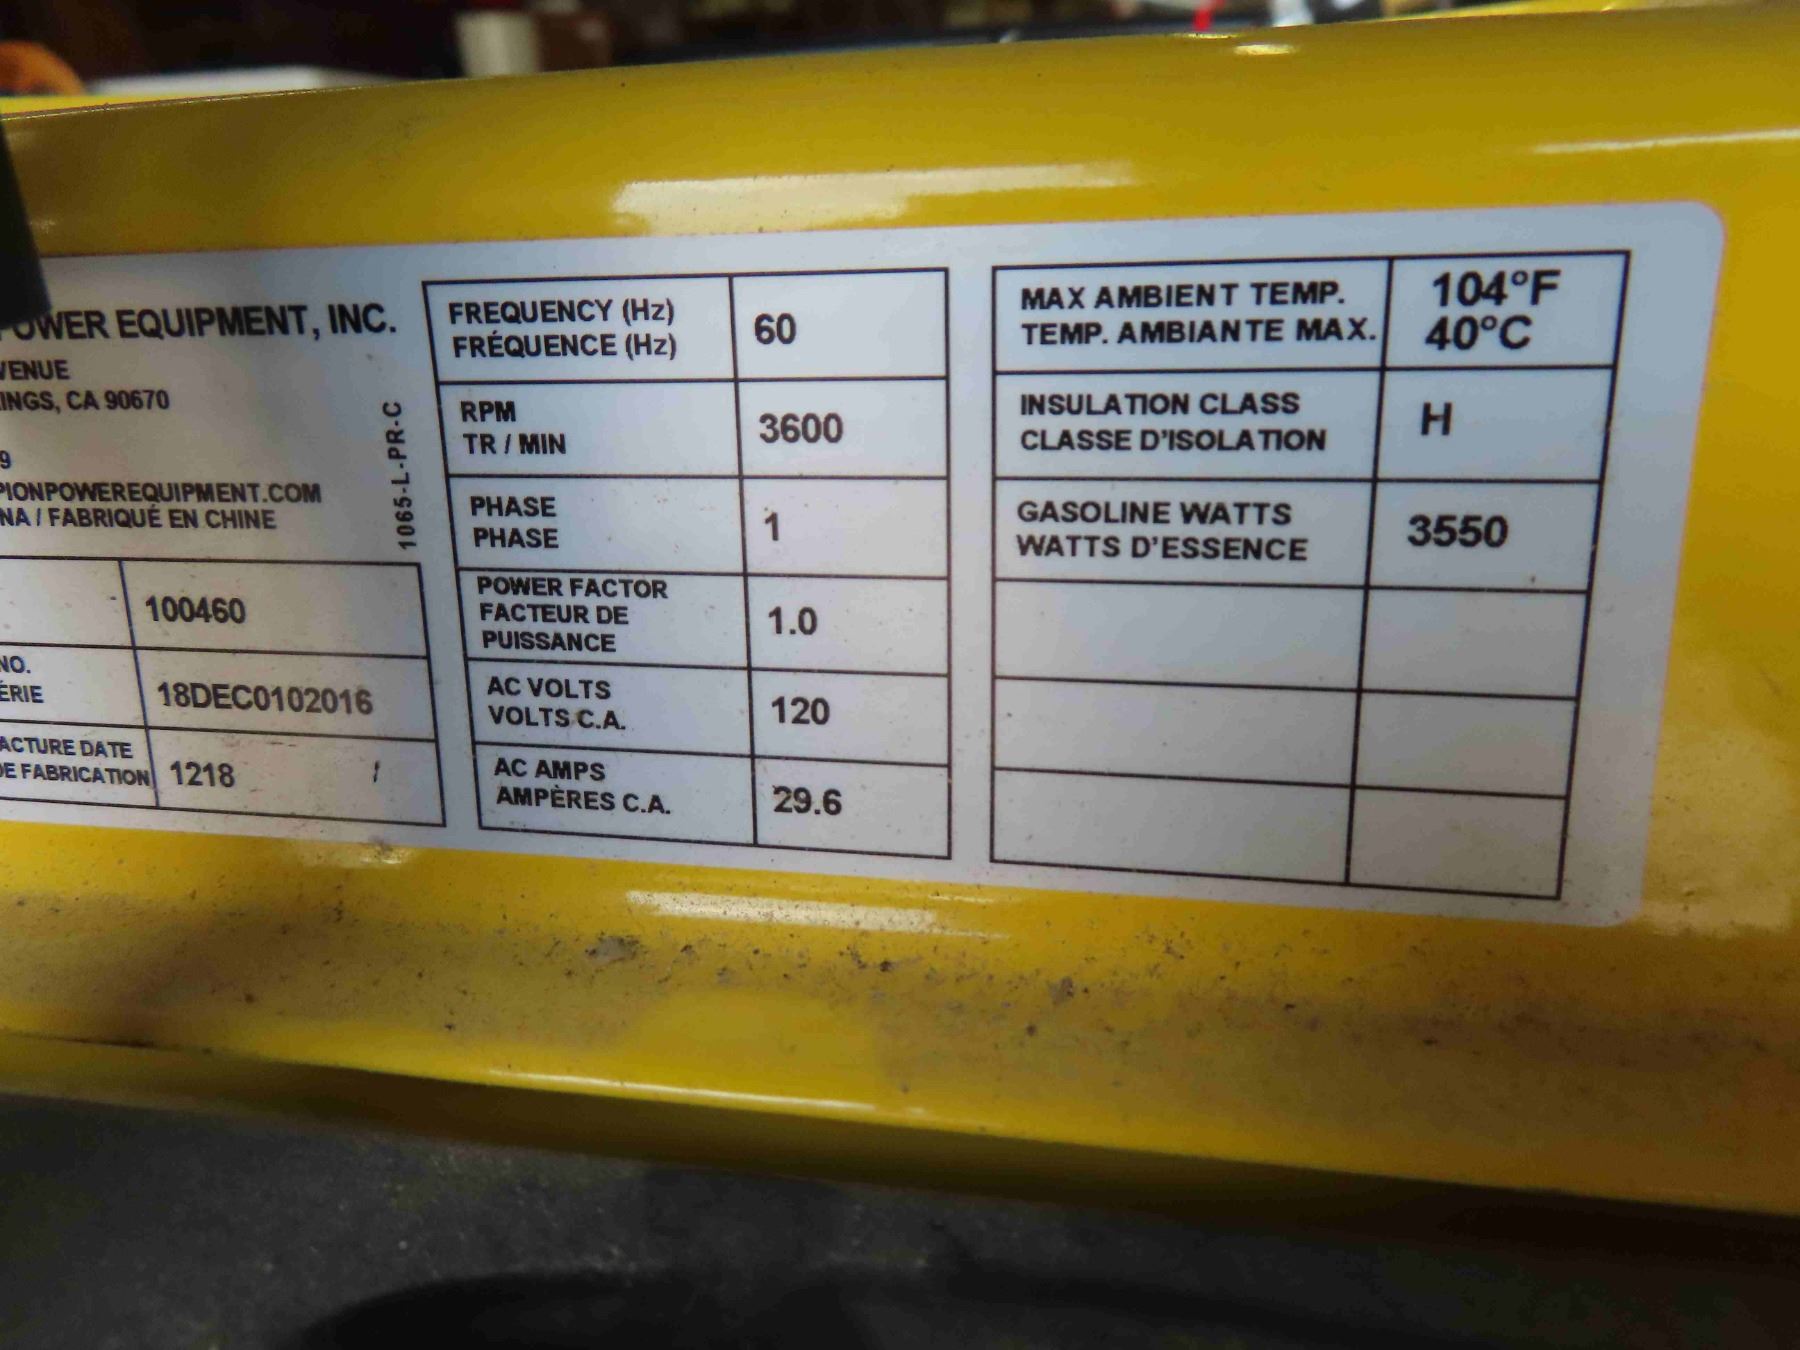 POWER EQUIPMENT, INC.
VENUE
INGS, CA 90670
9
PIONPOWEREQUIPMENT.COM
NA / FABRIQUÉ EN CHINE
1065-L-PR-C
100460
NO.
ÉRIE
18DEC0102016
ACTURE DATE
DE FABRICATION
1218
FREQUENCY (Hz)
FRÉQUENCE (Hz)
60
RPM
TR / MIN
3600
PHASE
PHASE
1
POWER FACTOR
FACTEUR DE
PUISSANCE
1.0
AC VOLTS
VOLTS C.A.
120
AC AMPS
AMPÈRES C.A.
29.6
MAX AMBIENT TEMP.
TEMP. AMBIANTE MAX.
104°F
40°C
INSULATION CLASS
CLASSE D'ISOLATION
H
GASOLINE WATTS
WATTS D'ESSENCE
3550